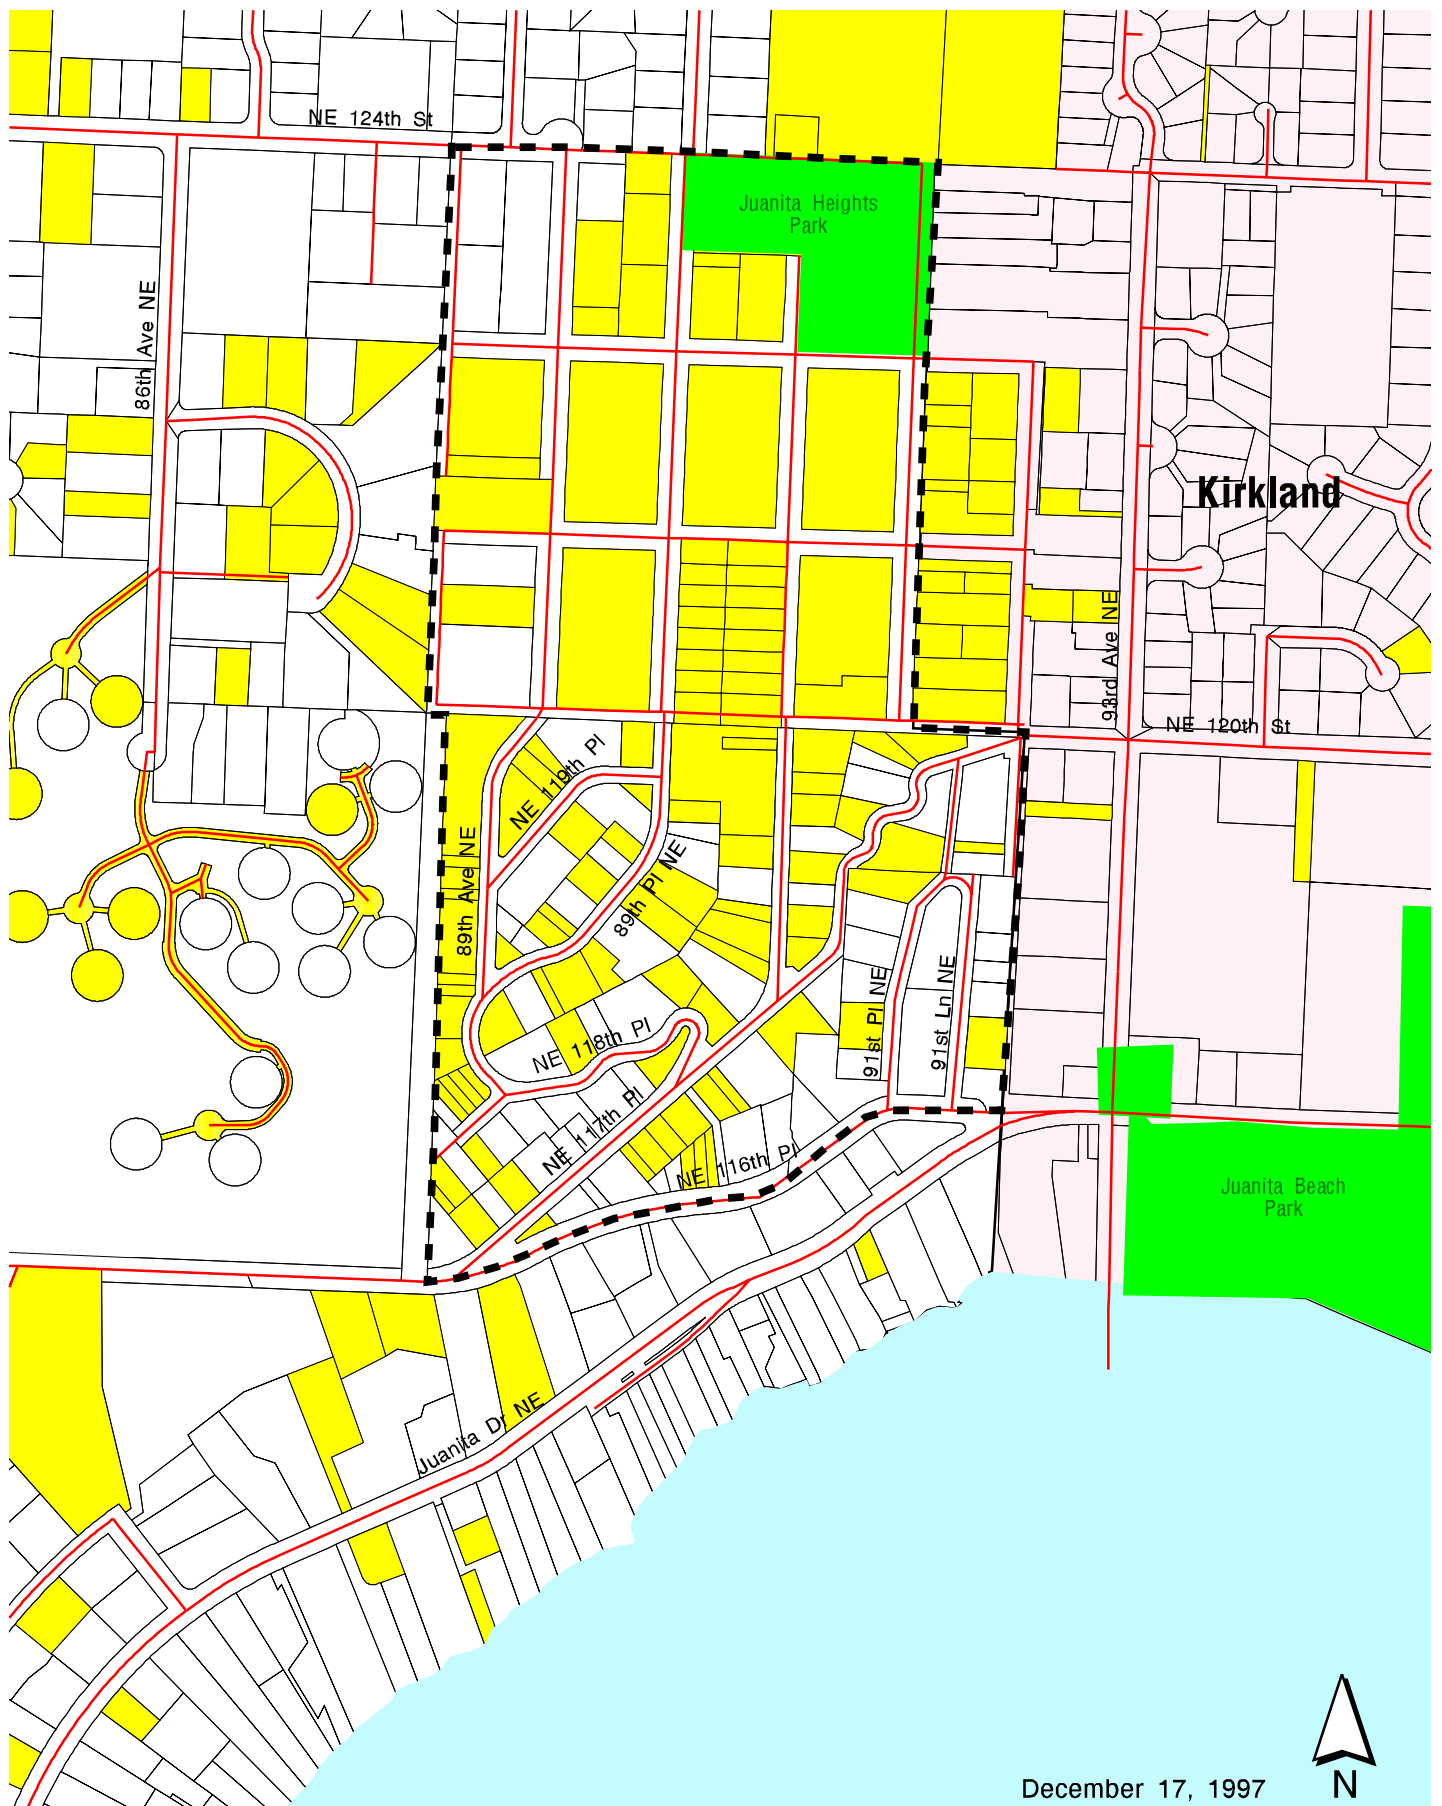 NE 124th St
Juanita Heights
Park
86th Ave NE
Kirkland
93rd Ave NE
NE 120th St
NE 119th Pl
89th Ave NE
89th Pl NE
91st Pl NE
91st Ln NE
NE 118th Pl
NE 117th Pl
NE 116th Pl
Juanita Beach
Park
Juanita Dr NE
December 17, 1997
N